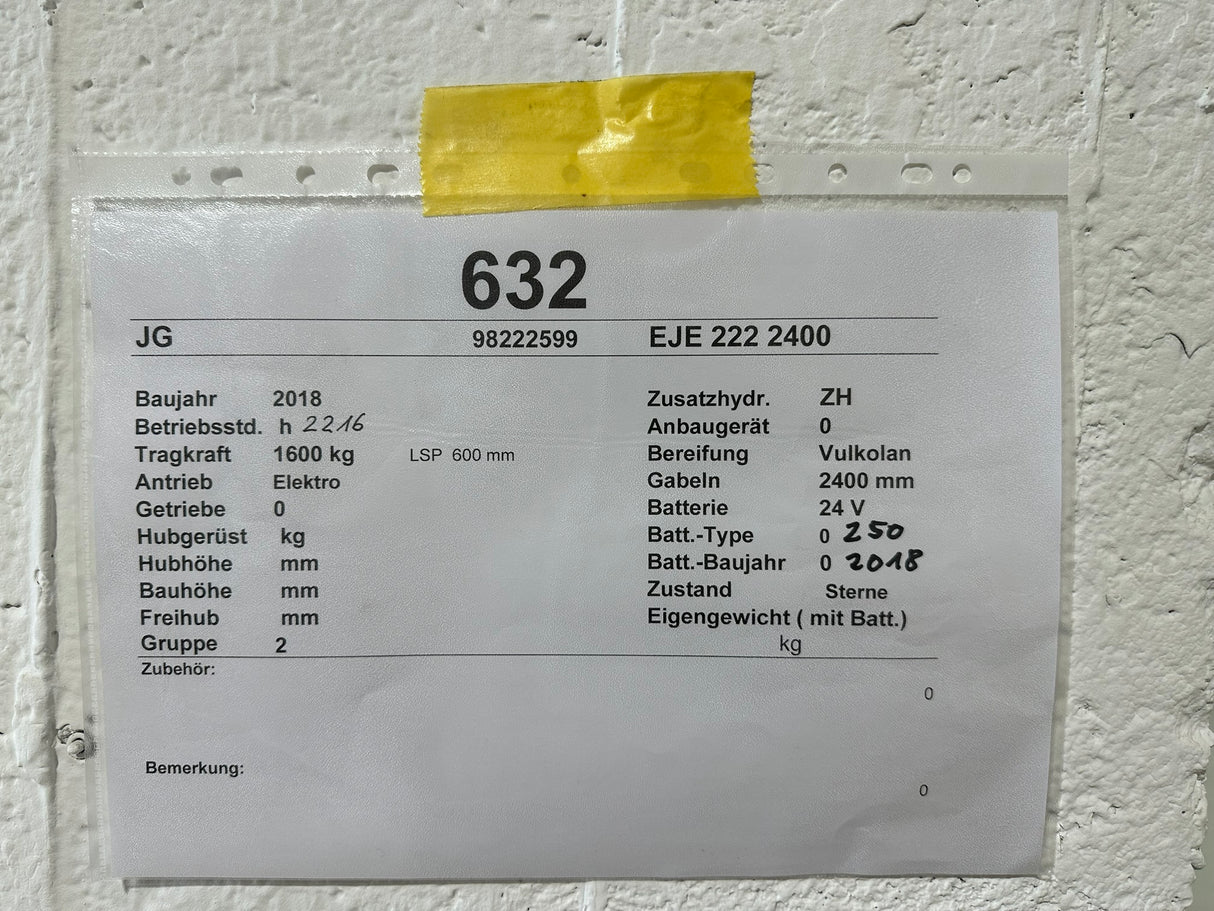 632
JG 98222599 EJE 222 2400
Baujahr 2018 Zusatzhydr. ZH
Betriebsstd. h 2216 Anbaugerät 0
Tragkraft 1600 kg LSP 600 mm Bereifung Vulkolan
Antrieb Elektro Gabeln 2400 mm
Getriebe 0 Batterie 24 V
Hubgerüst kg Batt.-Type 0 250
Hubhöhe mm Batt.-Baujahr 0 2018
Bauhöhe mm Zustand Sterne
Freihub mm Eigengewicht ( mit Batt.)
Gruppe 2 kg
Zubehör:
0
Bemerkung:
0